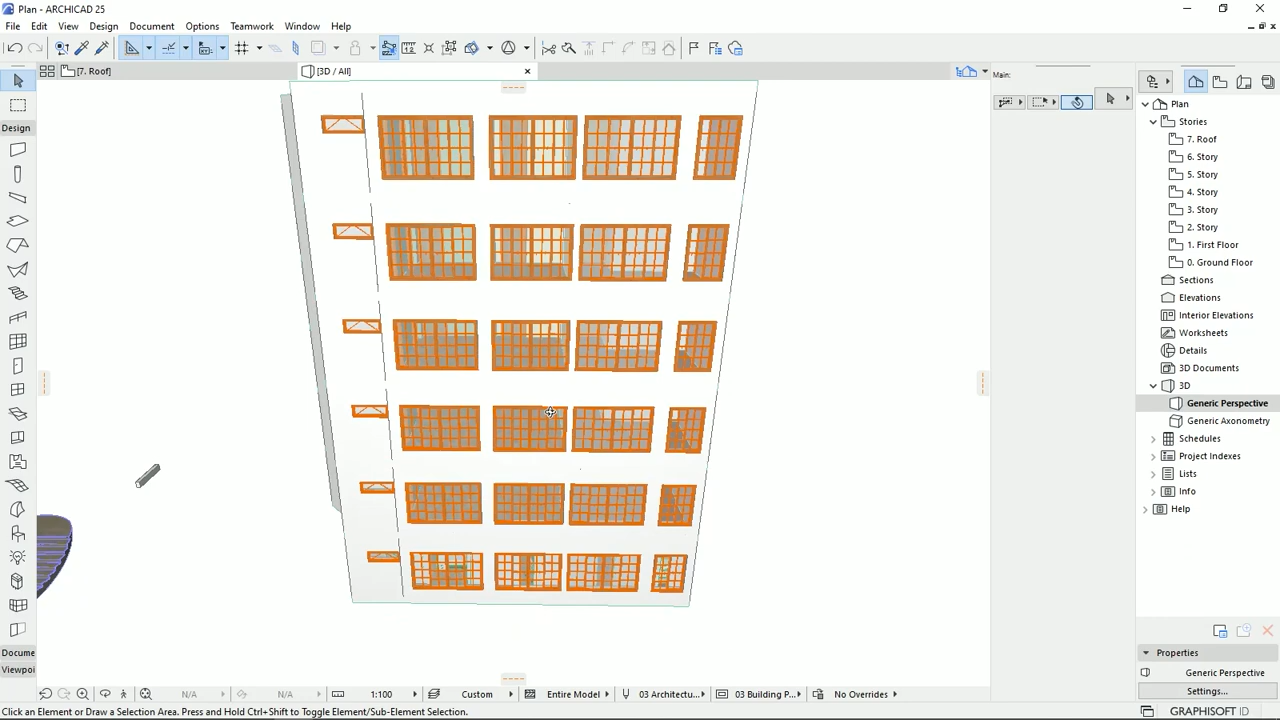 Plan - ARCHICAD 25
File Edit View Design Document Options Teamwork Window Help
[7. Roof]
[3D / All]
Main:
Plan
Stories
7. Roof
6. Story
5. Story
4. Story
3. Story
2. Story
1. First Floor
0. Ground Floor
Sections
Elevations
Interior Elevations
Worksheets
Details
3D Documents
3D
Generic Perspective
Generic Axonometry
Schedules
Project Indexes
Lists
Info
Help
Design
Docume
Viewpoi
Properties
Generic Perspective
Settings...
N/A N/A 1:100 Custom Entire Model 03 Architectu... 03 Building P... No Overrides
Click an Element or Draw a Selection Area. Press and Hold Ctrl+Shift to Toggle Element/Sub-Element Selection.
GRAPHISOFT ID